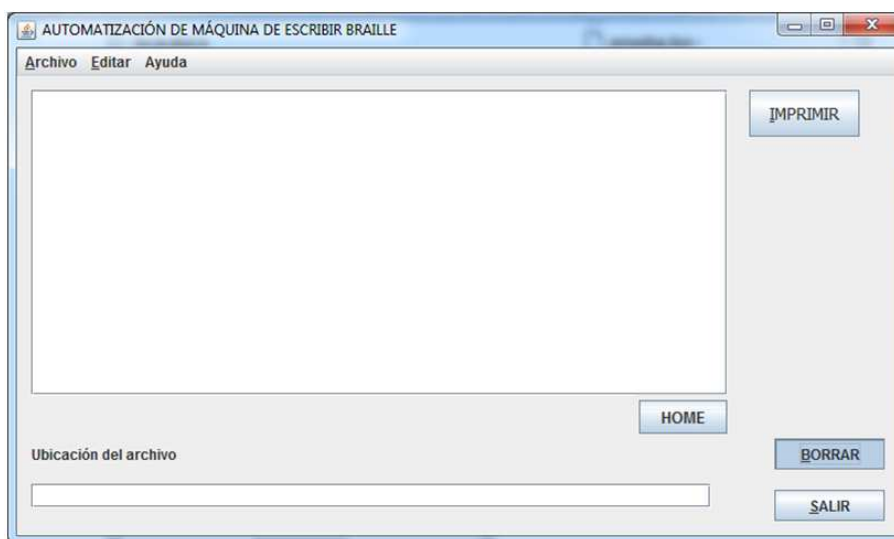 AUTOMATIZACIÓN DE MÁQUINA DE ESCRIBIR BRAILLE
Archivo Editar Ayuda
IMPRIMIR
HOME
Ubicación del archivo
BORRAR
SALIR